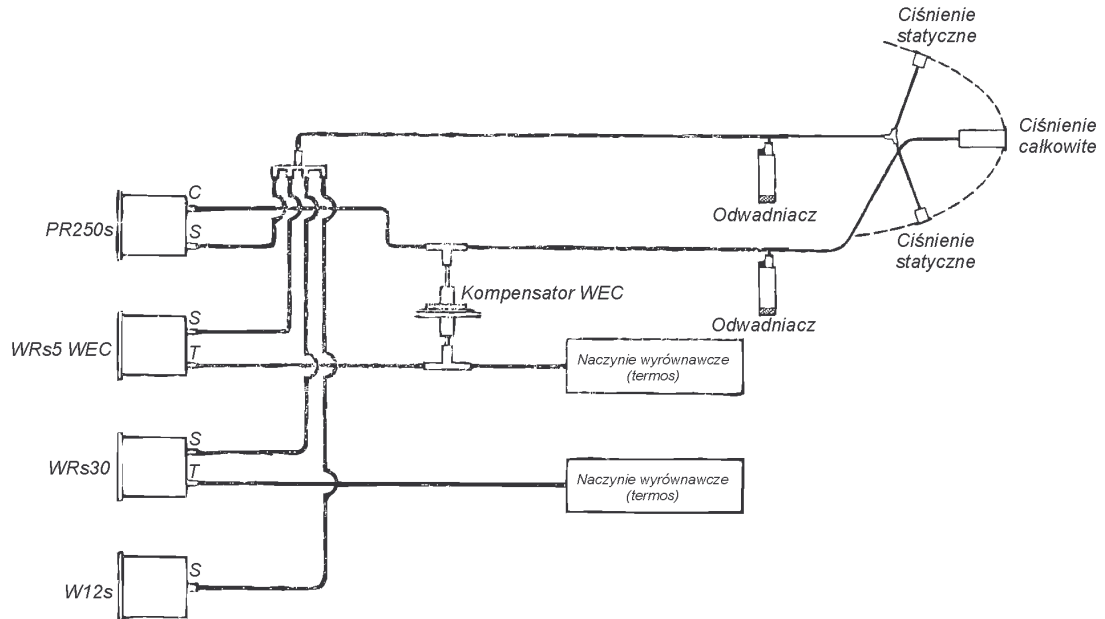 Ciśnienie
statyczne
Ciśnienie
całkowite
Odwadniacz
C
PR250s
S
Ciśnienie
statyczne
Kompensator WEC
Odwadniacz
S
WRs5 WEC
T
Naczynie wyrównawcze
(termos)
S
WRs30
T
Naczynie wyrównawcze
(termos)
S
W12s